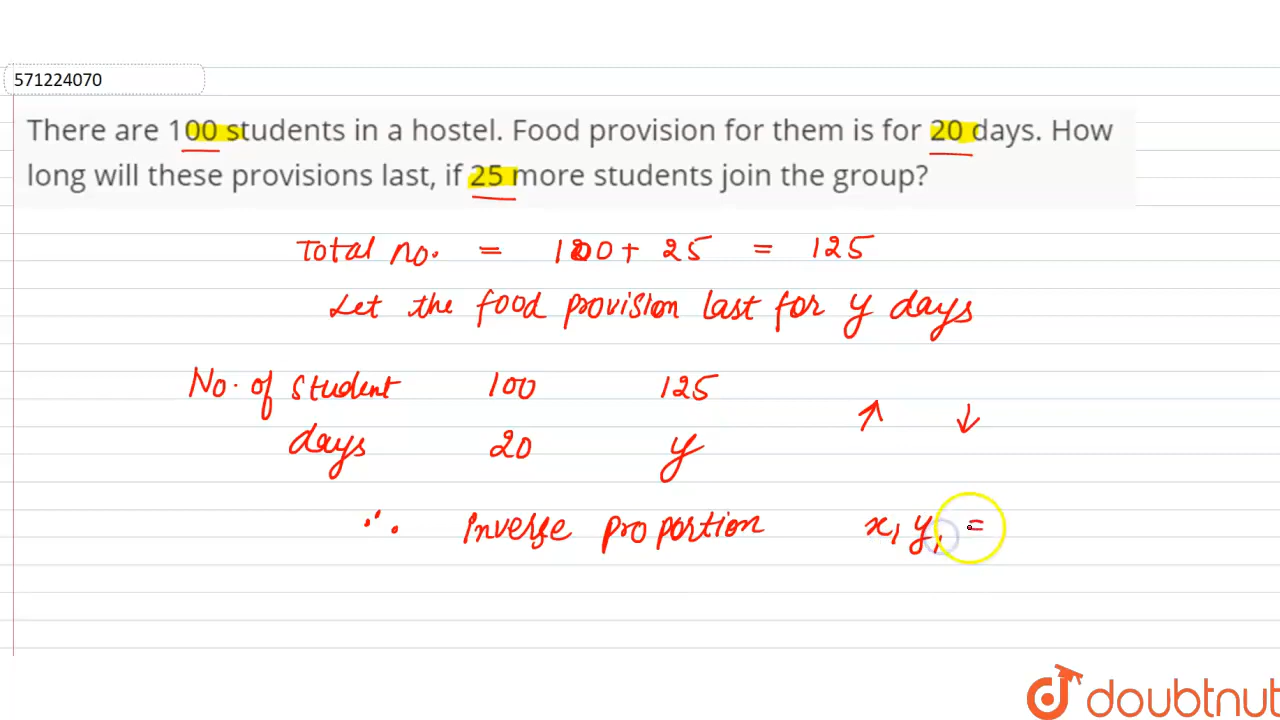 571224070
There are 100 students in a hostel. Food provision for them is for 20 days. How
long will these provisions last, if 25 more students join the group?
Total no. = 100 + 25 = 125
Let the food provision last for y days
No. of student 100 125 ↑ ↓
days 20 y
∴ Inverse proportion x₁ y₁ =
doubtnut